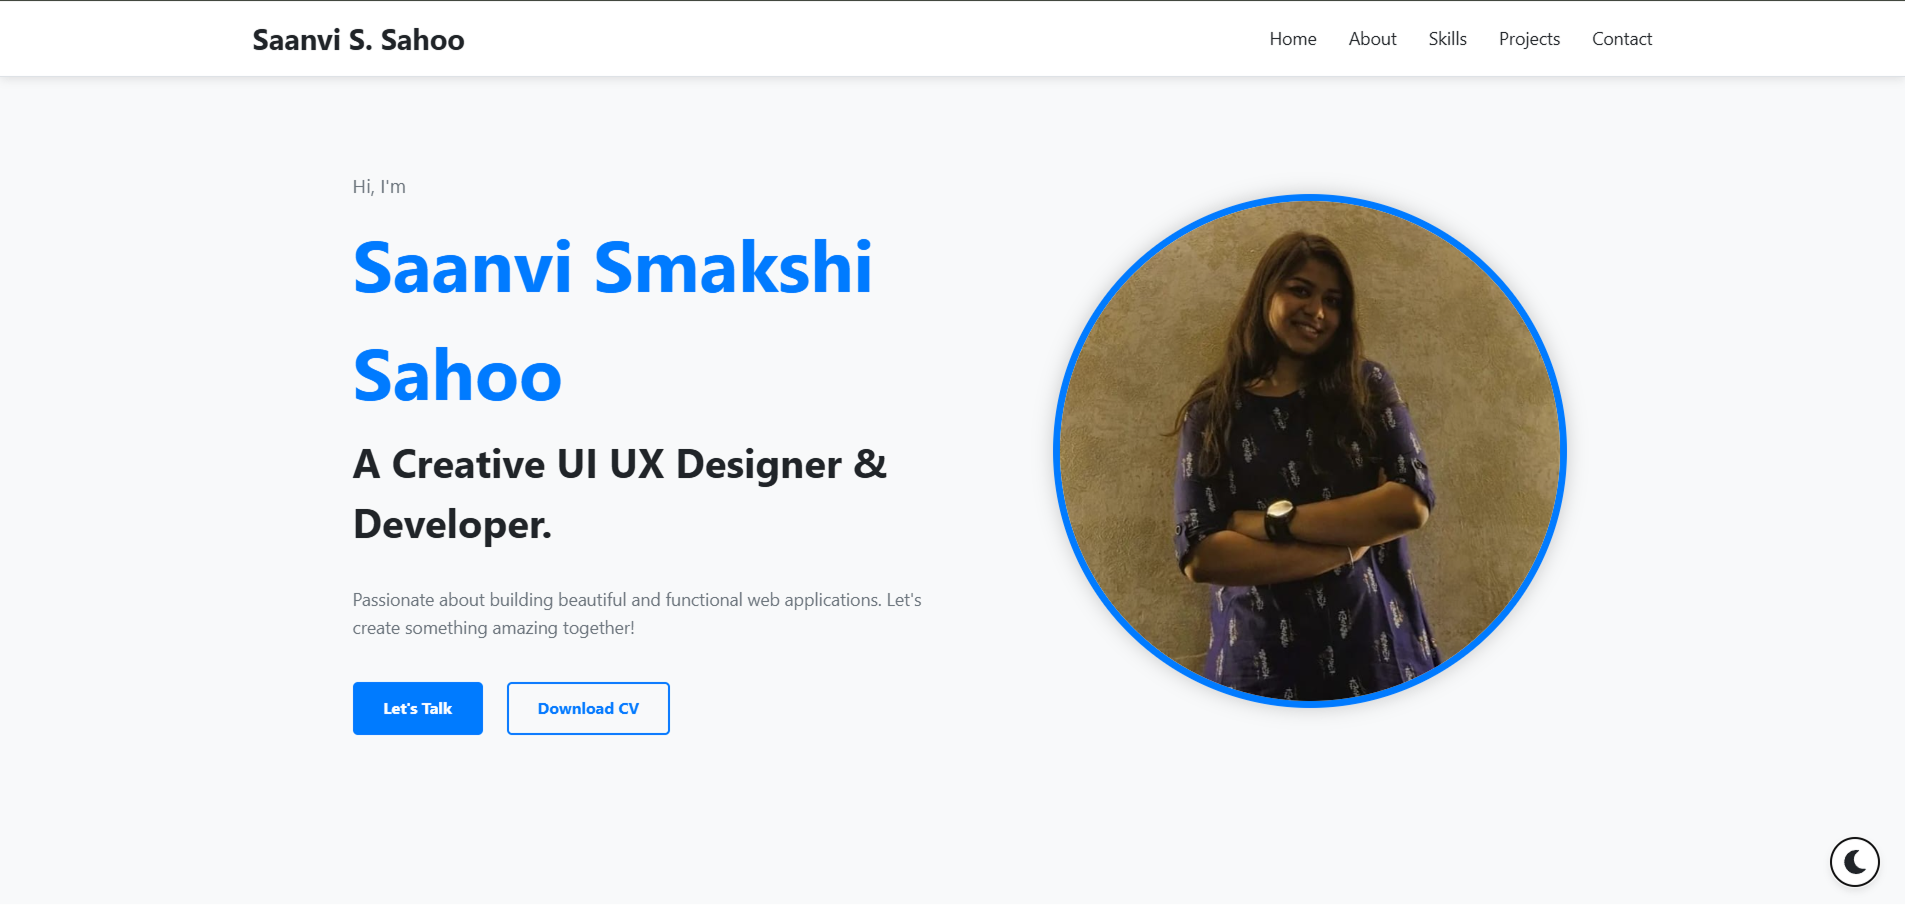 Saanvi S. Sahoo
Home About Skills Projects Contact
Hi, I'm
Saanvi Smakshi
Sahoo
A Creative UI UX Designer &
Developer.
Passionate about building beautiful and functional web applications. Let's
create something amazing together!
Let's Talk
Download CV